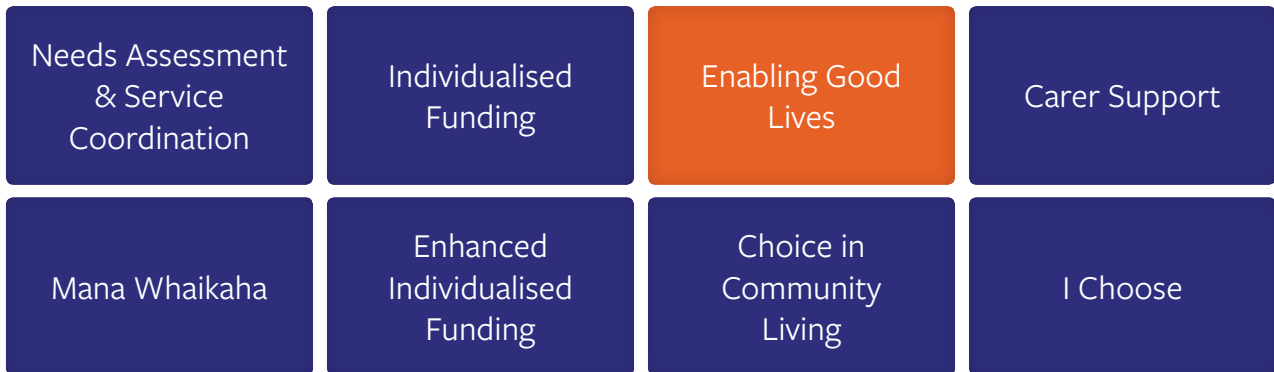 Needs Assessment
& Service
Coordination
Individualised
Funding
Enabling Good
Lives
Carer Support
Mana Whaikaha
Enhanced
Individualised
Funding
Choice in
Community
Living
I Choose